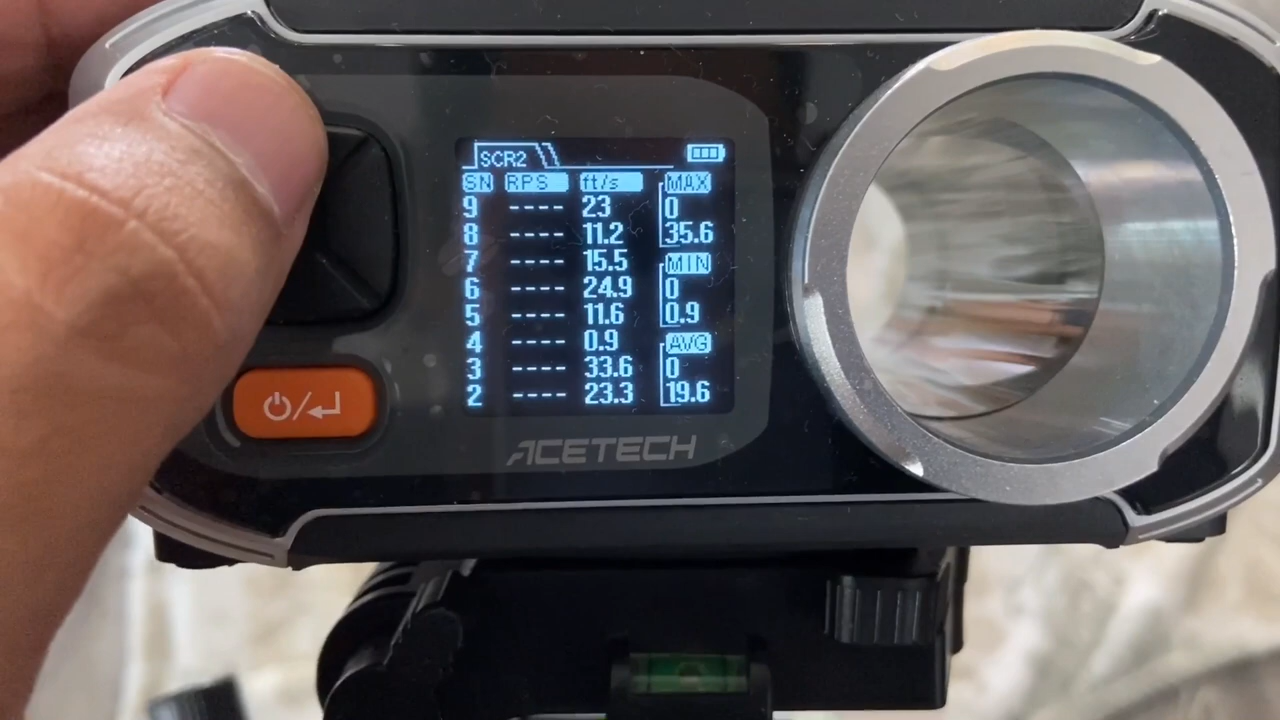 SCR2
SN RPS ft/s MAX
9 ---- 23 0
8 ---- 11.2 35.6
7 ---- 15.5 MIN
6 ---- 24.9 0
5 ---- 11.6 0.9
4 ---- 0.9 AVG
3 ---- 33.6 0
2 ---- 23.3 19.6
ACETECH